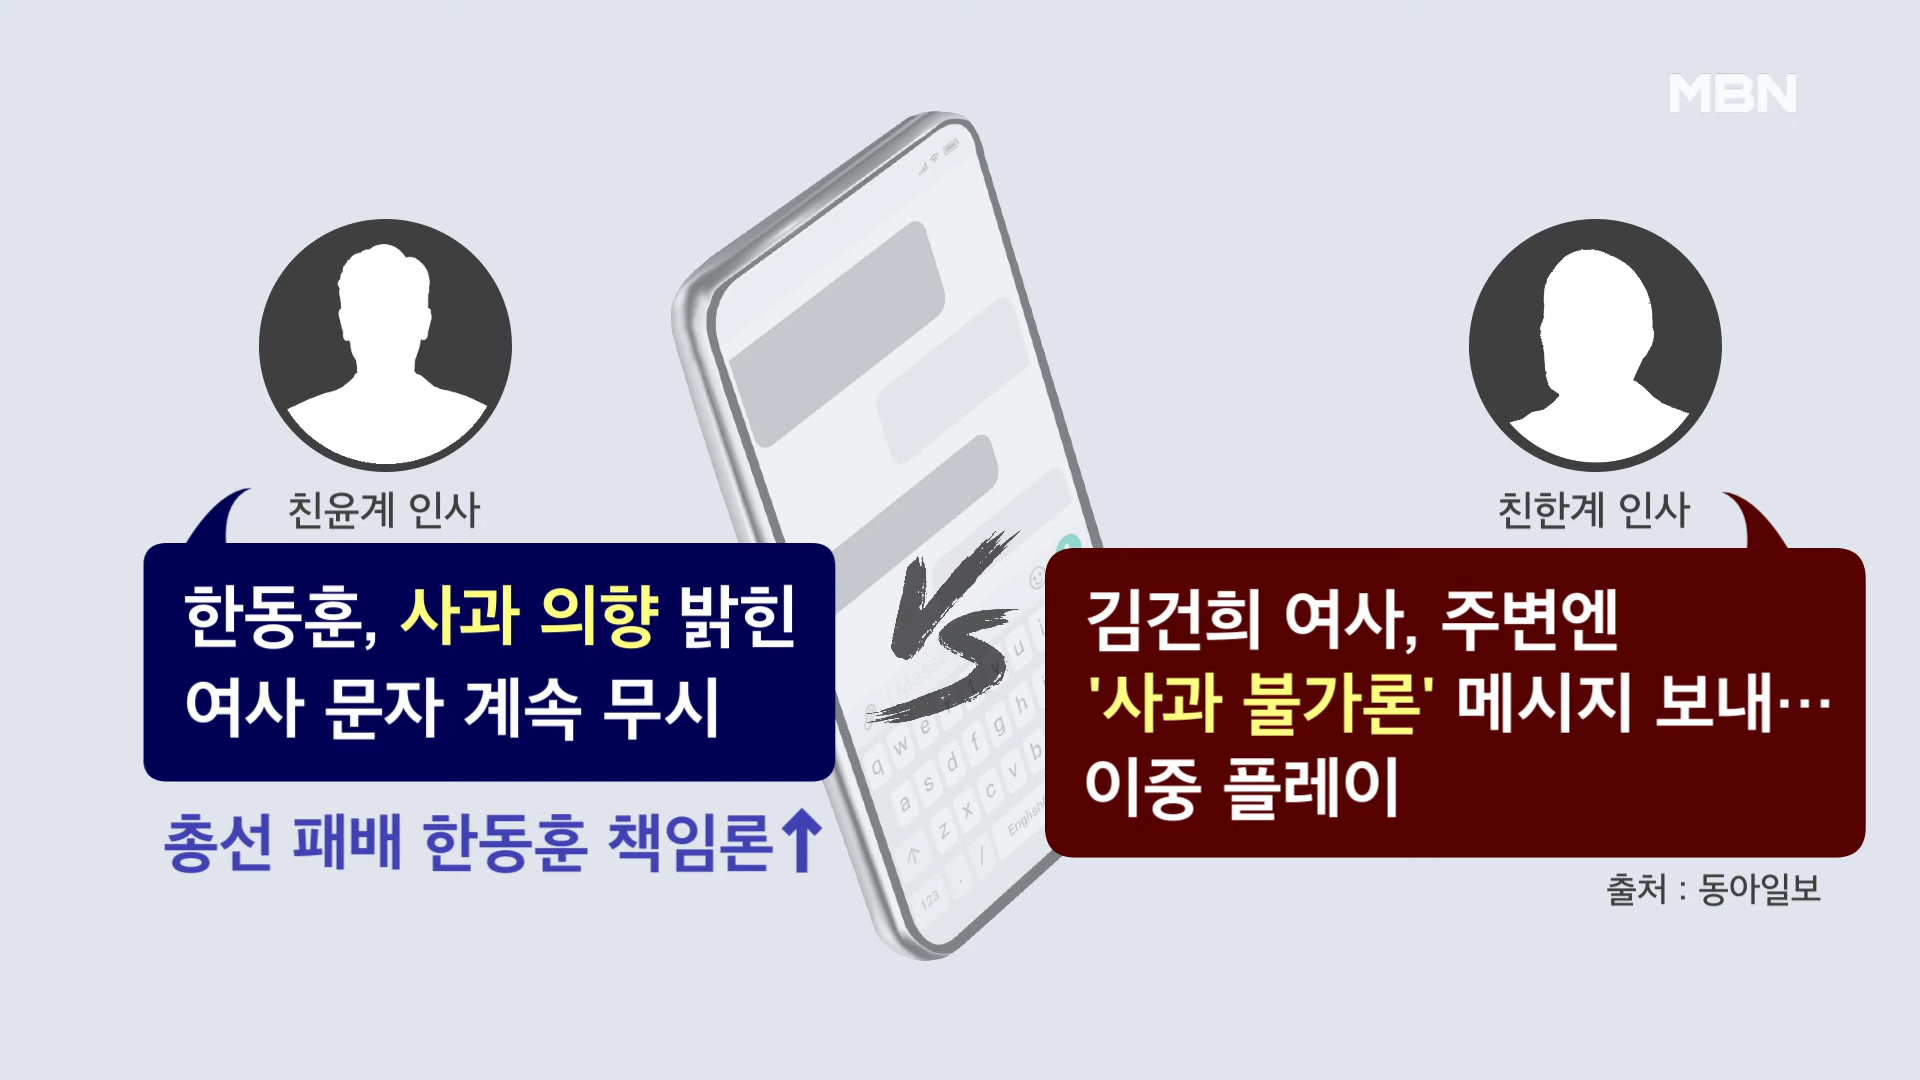 MBN
친윤계 인사
한동훈, 사과 의향 밝힌
여사 문자 계속 무시
총선 패배 한동훈 책임론↑
VS
q w e r t y u i
a s d f g h
z x c v b
English
123 . /
친한계 인사
김건희 여사, 주변엔
'사과 불가론' 메시지 보내…
이중 플레이
출처 : 동아일보